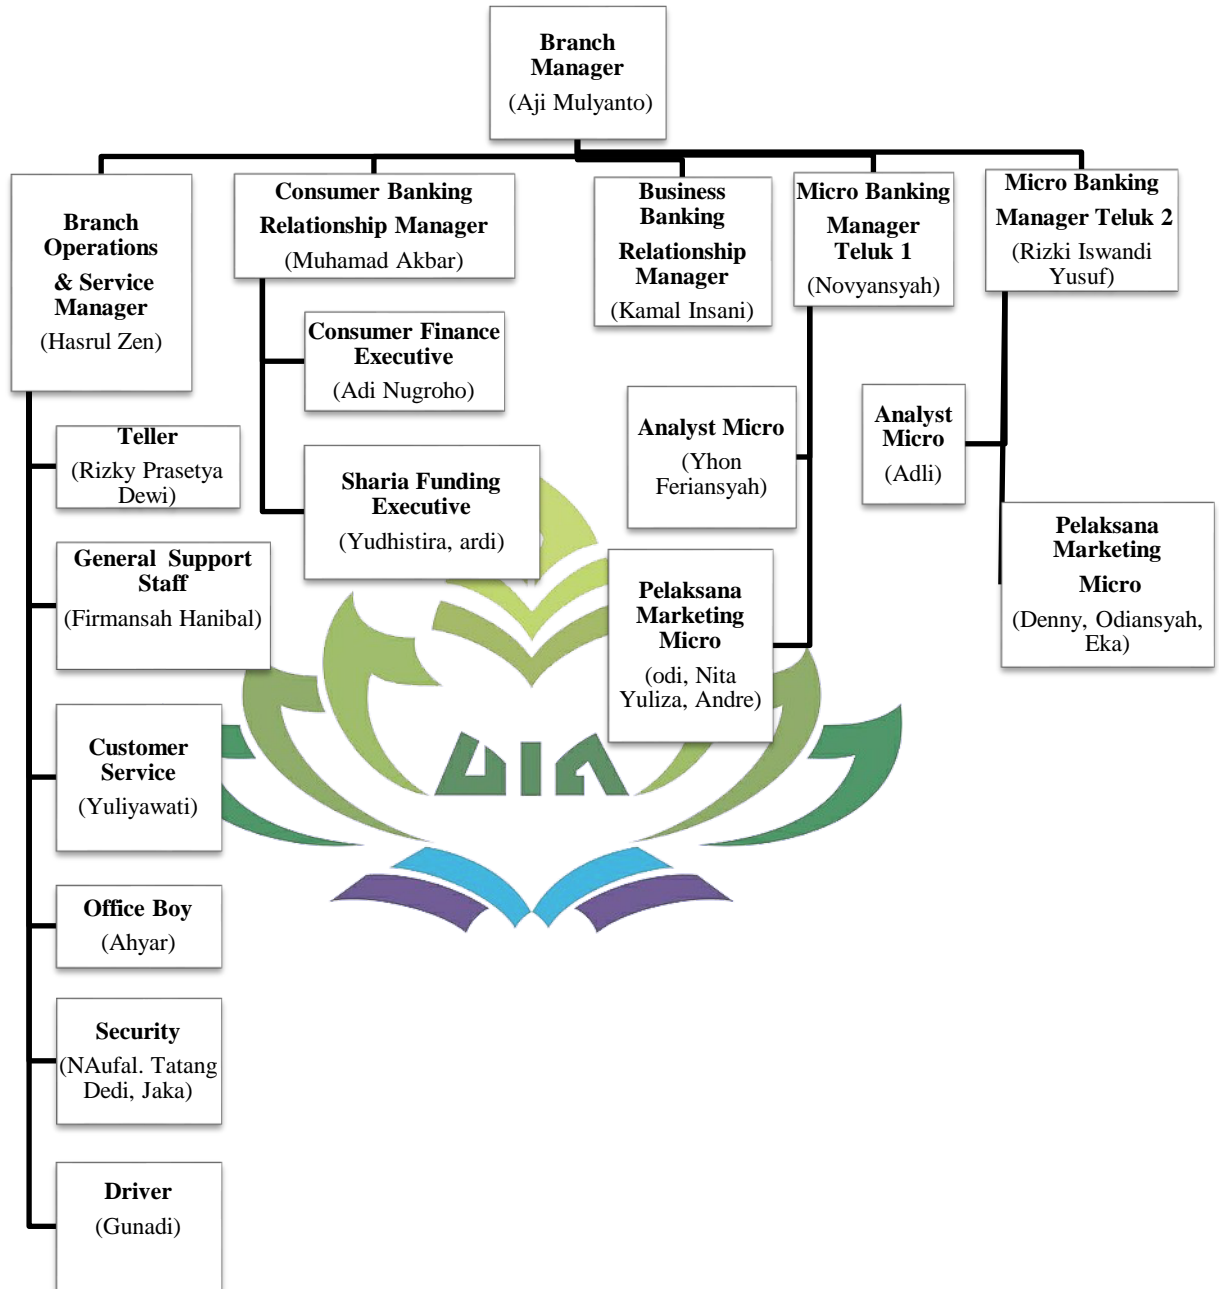 Branch
Manager
(Aji Mulyanto)
Branch
Operations
& Service
Manager
(Hasrul Zen)
Consumer Banking
Relationship Manager
(Muhamad Akbar)
Business
Banking
Relationship
Manager
(Kamal Insani)
Micro Banking
Manager
Teluk 1
(Novyansyah)
Micro Banking
Manager Teluk 2
(Rizki Iswandi
Yusuf)
Teller
(Rizky Prasetya
Dewi)
General Support
Staff
(Firmansah Hanibal)
Customer
Service
(Yuliyawati)
Office Boy
(Ahyar)
Security
(NAufal. Tatang
Dedi, Jaka)
Driver
(Gunadi)
Consumer Finance
Executive
(Adi Nugroho)
Sharia Funding
Executive
(Yudhistira, ardi)
Analyst Micro
(Yhon
Feriansyah)
Pelaksana
Marketing
Micro
(odi, Nita
Yuliza, Andre)
Analyst
Micro
(Adli)
Pelaksana
Marketing
Micro
(Denny, Odiansyah,
Eka)